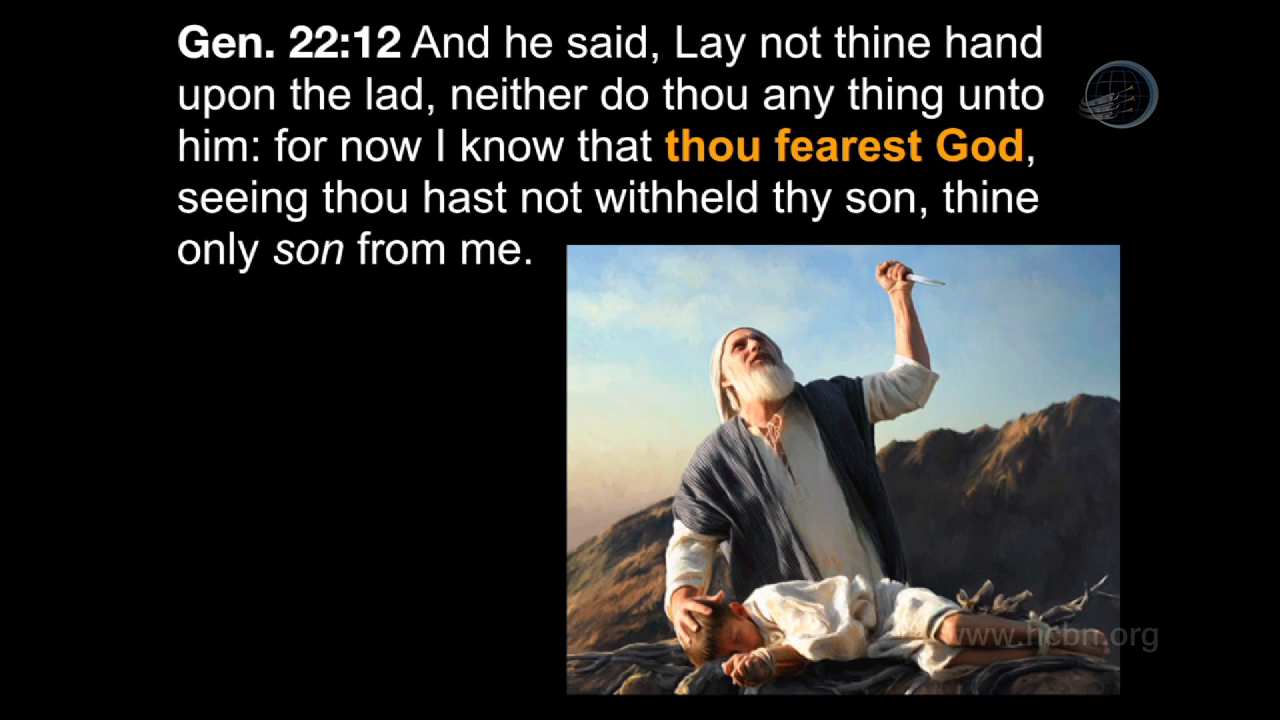 Gen. 22:12 And he said, Lay not thine hand
upon the lad, neither do thou any thing unto
him: for now I know that thou fearest God,
seeing thou hast not withheld thy son, thine
only son from me.
www.hcbn.org